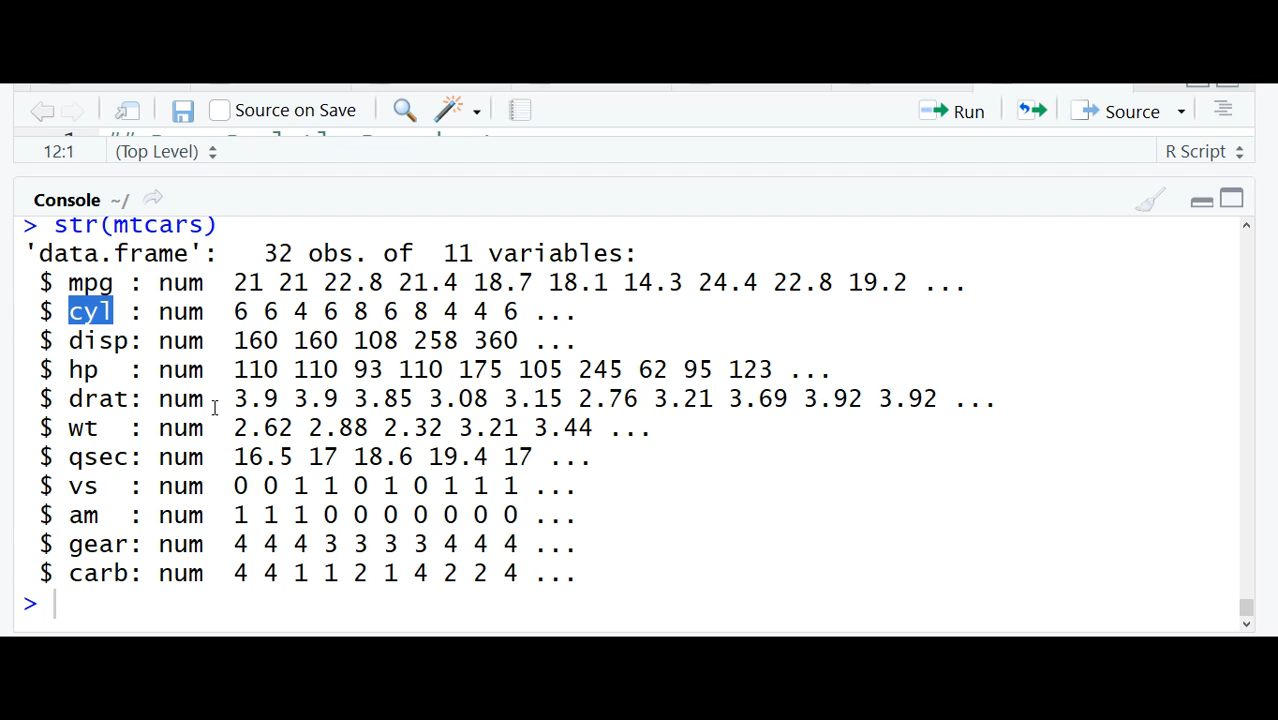 Source on Save
Run
Source
1
12:1
(Top Level)
R Script
Console ~/
> str(mtcars)
'data.frame':   32 obs. of  11 variables:
 $ mpg : num  21 21 22.8 21.4 18.7 18.1 14.3 24.4 22.8 19.2 ...
 $ cyl : num  6 6 4 6 8 6 8 4 4 6 ...
 $ disp: num  160 160 108 258 360 ...
 $ hp  : num  110 110 93 110 175 105 245 62 95 123 ...
 $ drat: num  3.9 3.9 3.85 3.08 3.15 2.76 3.21 3.69 3.92 3.92 ...
 $ wt  : num  2.62 2.88 2.32 3.21 3.44 ...
 $ qsec: num  16.5 17 18.6 19.4 17 ...
 $ vs  : num  0 0 1 1 0 1 0 1 1 1 ...
 $ am  : num  1 1 1 0 0 0 0 0 0 0 ...
 $ gear: num  4 4 4 3 3 3 3 4 4 4 ...
 $ carb: num  4 4 1 1 2 1 4 2 2 4 ...
>